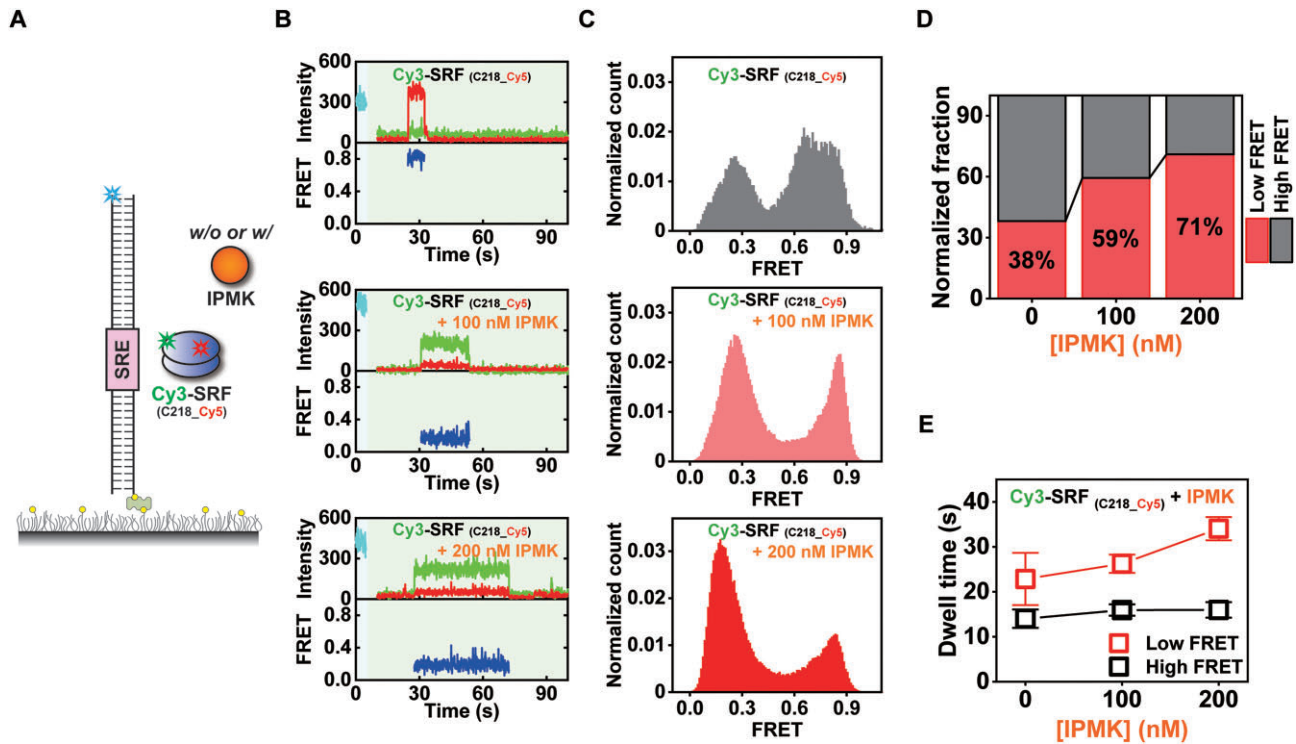 A
w/o or w/
IPMK
SRE
Cy3-SRF
(C218_Cy5)
B
600
300
0
Intensity
Cy3-SRF (C218_Cy5)
0.8
0.4
0.0
FRET
0 30 60 90
Time (s)
600
300
0
Intensity
Cy3-SRF (C218_Cy5)
+ 100 nM IPMK
0.8
0.4
0.0
FRET
0 30 60 90
Time (s)
600
300
0
Intensity
Cy3-SRF (C218_Cy5)
+ 200 nM IPMK
0.8
0.4
0.0
FRET
0 30 60 90
Time (s)
C
Normalized count
0.03
0.02
0.01
0
Cy3-SRF (C218_Cy5)
0.0 0.3 0.6 0.9
FRET
Normalized count
0.03
0.02
0.01
0
Cy3-SRF (C218_Cy5)
+ 100 nM IPMK
0.0 0.3 0.6 0.9
FRET
Normalized count
0.03
0.02
0.01
0
Cy3-SRF (C218_Cy5)
+ 200 nM IPMK
0.0 0.3 0.6 0.9
FRET
D
Normalized fraction
90
60
30
0
38%
59%
71%
0 100 200
[IPMK] (nM)
Low FRET
High FRET
E
Dwell time (s)
40
30
20
10
0
Cy3-SRF (C218_Cy5) + IPMK
Low FRET
High FRET
0 100 200
[IPMK] (nM)